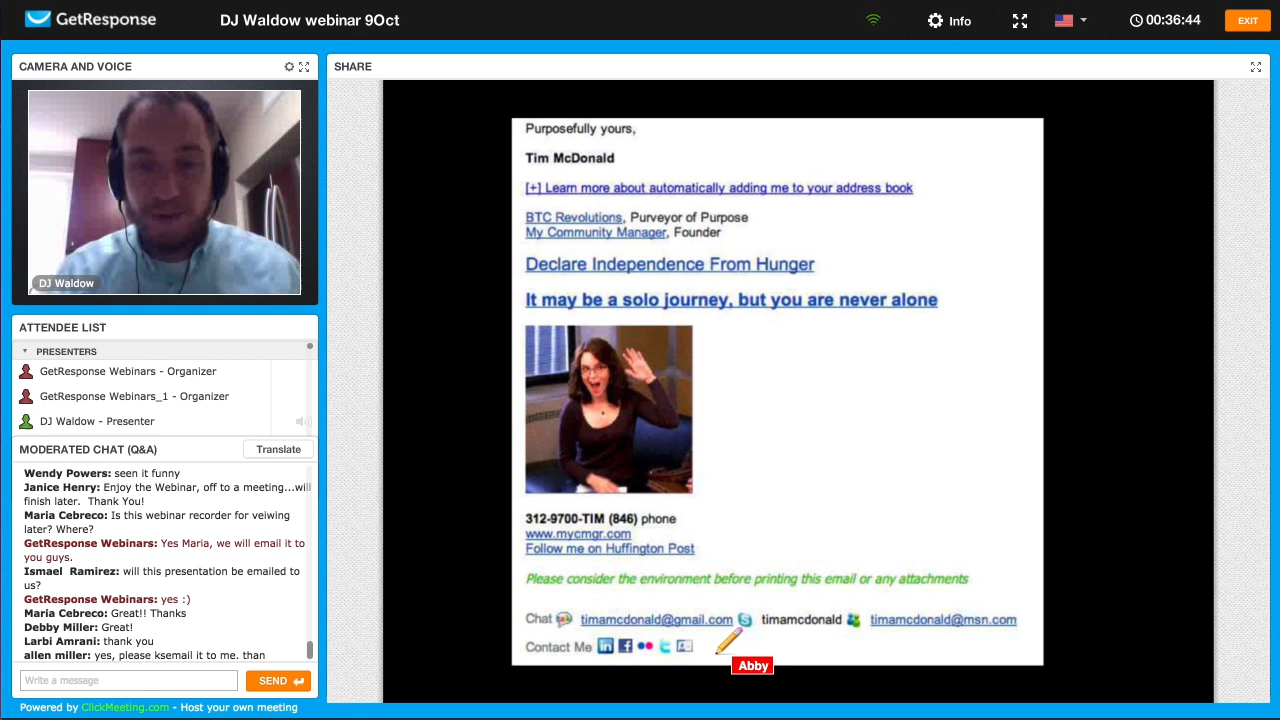 GetResponse
DJ Waldow webinar 9Oct
Info
00:36:44
EXIT
CAMERA AND VOICE
DJ Waldow
ATTENDEE LIST
PRESENTERS
GetResponse Webinars - Organizer
GetResponse Webinars_1 - Organizer
DJ Waldow - Presenter
MODERATED CHAT (Q&A)
Translate
Wendy Powers: seen it funny
Janice Henry: Enjoy the Webinar, off to a meeting...will
finish later. Thank You!
Maria Cebreco: Is this webinar recorder for veiwing
later? Where?
GetResponse Webinars: Yes Maria, we will email it to
you guys.
Ismael Ramirez: will this presentation be emailed to
us?
GetResponse Webinars: yes :)
Maria Cebreco: Great!! Thanks
Debby Miller: Great!
Larbi Amrani: thank you
allen miller: yes, please ksemail it to me. than
Write a message
SEND
Powered by ClickMeeting.com - Host your own meeting
SHARE
Purposefully yours,
Tim McDonald
[+] Learn more about automatically adding me to your address book
BTC Revolutions, Purveyor of Purpose
My Community Manager, Founder
Declare Independence From Hunger
It may be a solo journey, but you are never alone
312-9700-TIM (846) phone
www.mycmgr.com
Follow me on Huffington Post
Please consider the environment before printing this email or any attachments
Chat timamcdonald@gmail.com timamcdonald timamcdonald@msn.com
Contact Me
Abby